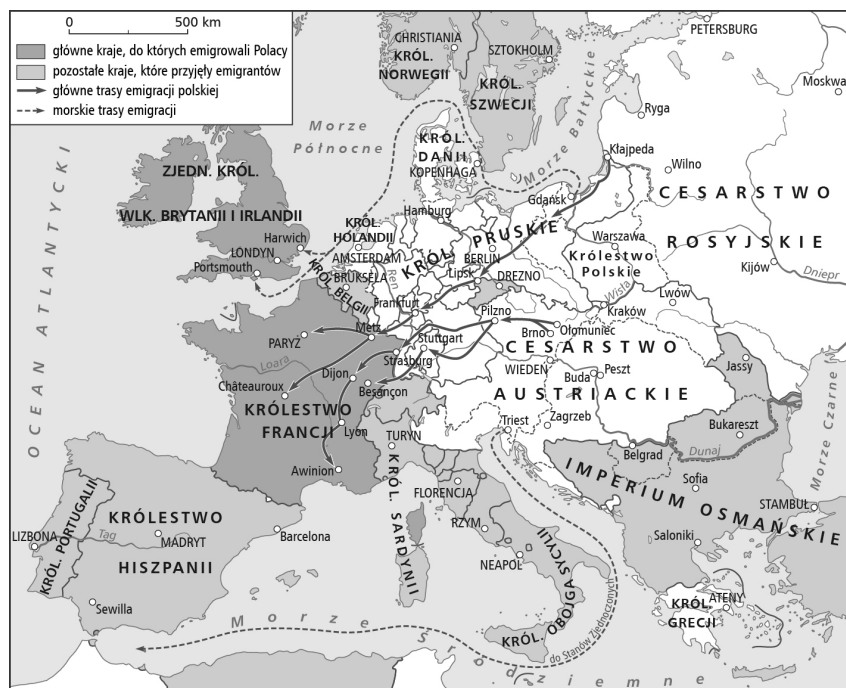 0 500 km
główne kraje, do których emigrowali Polacy
pozostałe kraje, które przyjęły emigrantów
główne trasy emigracji polskiej
morskie trasy emigracji
CHRISTIANIA
KRÓL.
NORWEGII
SZTOKHOLM
KRÓL.
SZWECJI
PETERSBURG
Moskwa
Ryga
Morze Bałtyckie
Morze
Północne
KRÓL.
DANII
KOPENHAGA
Kłajpeda
Wilno
CESARSTWO
ROSYJSKIE
OCEAN ATLANTYCKI
ZJEDN. KRÓL.
WLK. BRYTANII I IRLANDII
Harwich
LONDYN
Portsmouth
KRÓL.
HOLANDII
AMSTERDAM
Hamburg
Gdańsk
KRÓL. PRUSKIE
BERLIN
Warszawa
Królestwo
Polskie
Kijów
Dniepr
BRUKSELA
KRÓL. BELGII
Ren
Lipsk
DREZNO
Wisła
Lwów
Kraków
Frankfurt
Metz
PARYŻ
Pilzno
Ołomuniec
Brno
Stuttgart
Strasburg
CESARSTWO
AUSTRIACKIE
WIEDEŃ
Buda
Peszt
Jassy
Loara
Dijon
Besançon
Châteauroux
KRÓLESTWO
FRANCJI
Lyon
Awinion
TURYN
Triest
Zagrzeb
Bukareszt
Belgrad
Dunaj
Morze Czarne
IMPERIUM OSMAŃSKIE
Sofia
STAMBUŁ
Saloniki
KRÓL. SARDYNII
FLORENCJA
RZYM
NEAPOL
KRÓL. OBOJGA SYCYLII
KRÓLESTWO
HISZPANII
Barcelona
Tag
MADRYT
LIZBONA
KRÓL. PORTUGALII
Sewilla
ATENY
KRÓL.
GRECJI
do Stanów Zjednoczonych
Morze Śródziemne